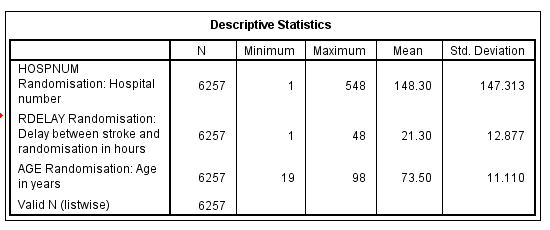 Descriptive Statistics
N Minimum Maximum Mean Std. Deviation
HOSPNUM
Randomisation: Hospital 6257 1 548 148.30 147.313
number
RDELAY Randomisation:
Delay between stroke and 6257 1 48 21.30 12.877
randomisation in hours
AGE Randomisation: Age 6257 19 98 73.50 11.110
in years
Valid N (listwise) 6257